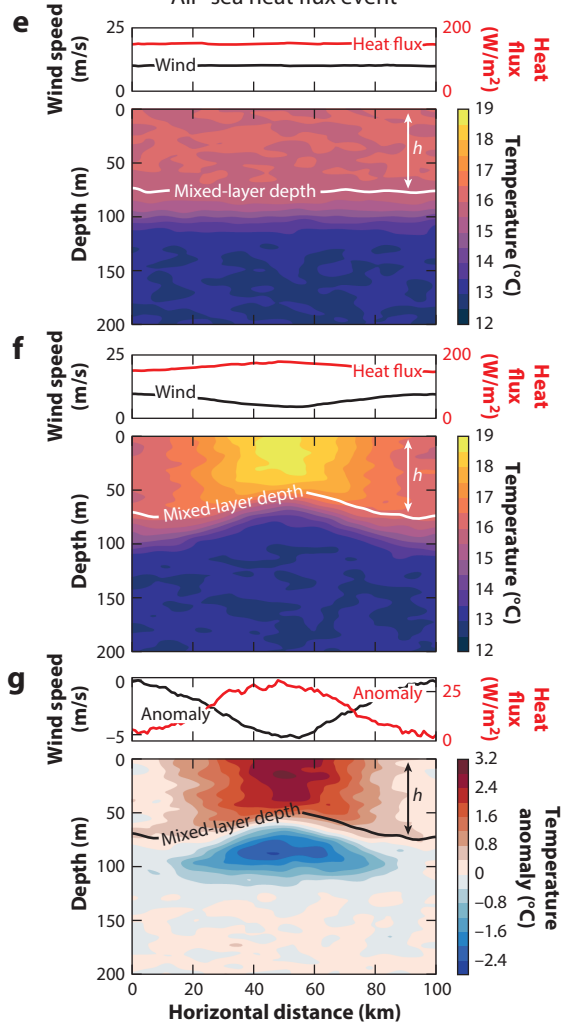 Air–sea heat flux event
e
Wind speed
(m/s)
25
0
Heat flux
Wind
200
0
Heat
flux
(W/m²)
Depth (m)
0
50
100
150
200
h
Mixed-layer depth
19
18
17
16
15
14
13
12
Temperature (°C)
f
Wind speed
(m/s)
25
0
Wind
Heat flux
200
0
Heat
flux
(W/m²)
Depth (m)
0
50
100
150
200
h
Mixed-layer depth
19
18
17
16
15
14
13
12
Temperature (°C)
g
Wind speed
(m/s)
0
−5
Anomaly
Anomaly
25
0
Heat
flux
(W/m²)
Depth (m)
0
50
100
150
200
h
Mixed-layer depth
3.2
2.4
1.6
0.8
0
−0.8
−1.6
−2.4
Temperature
anomaly (°C)
0 20 40 60 80 100
Horizontal distance (km)